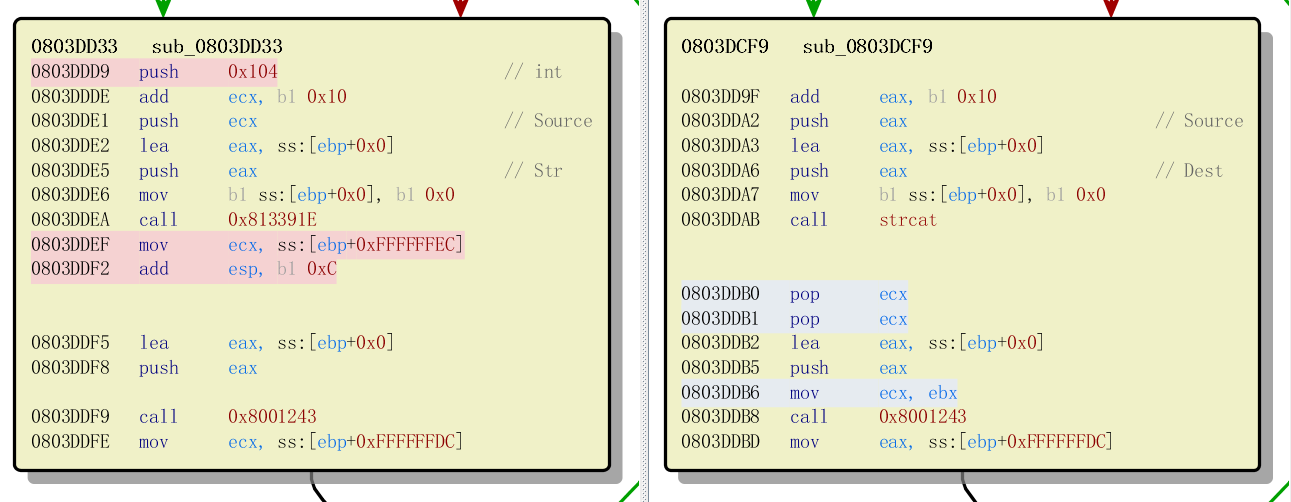 0803DD33 sub_0803DD33
0803DDD9 push 0x104 // int
0803DDDE add ecx, b1 0x10
0803DDE1 push ecx // Source
0803DDE2 lea eax, ss:[ebp+0x0]
0803DDE5 push eax // Str
0803DDE6 mov b1 ss:[ebp+0x0], b1 0x0
0803DDEA call 0x813391E
0803DDEF mov ecx, ss:[ebp+0xFFFFFFEC]
0803DDF2 add esp, b1 0xC
0803DDF5 lea eax, ss:[ebp+0x0]
0803DDF8 push eax
0803DDF9 call 0x8001243
0803DDFE mov ecx, ss:[ebp+0xFFFFFFDC]
0803DCF9 sub_0803DCF9
0803DD9F add eax, b1 0x10
0803DDA2 push eax // Source
0803DDA3 lea eax, ss:[ebp+0x0]
0803DDA6 push eax // Dest
0803DDA7 mov b1 ss:[ebp+0x0], b1 0x0
0803DDAB call strcat
0803DDB0 pop ecx
0803DDB1 pop ecx
0803DDB2 lea eax, ss:[ebp+0x0]
0803DDB5 push eax
0803DDB6 mov ecx, ebx
0803DDB8 call 0x8001243
0803DDBD mov eax, ss:[ebp+0xFFFFFFDC]